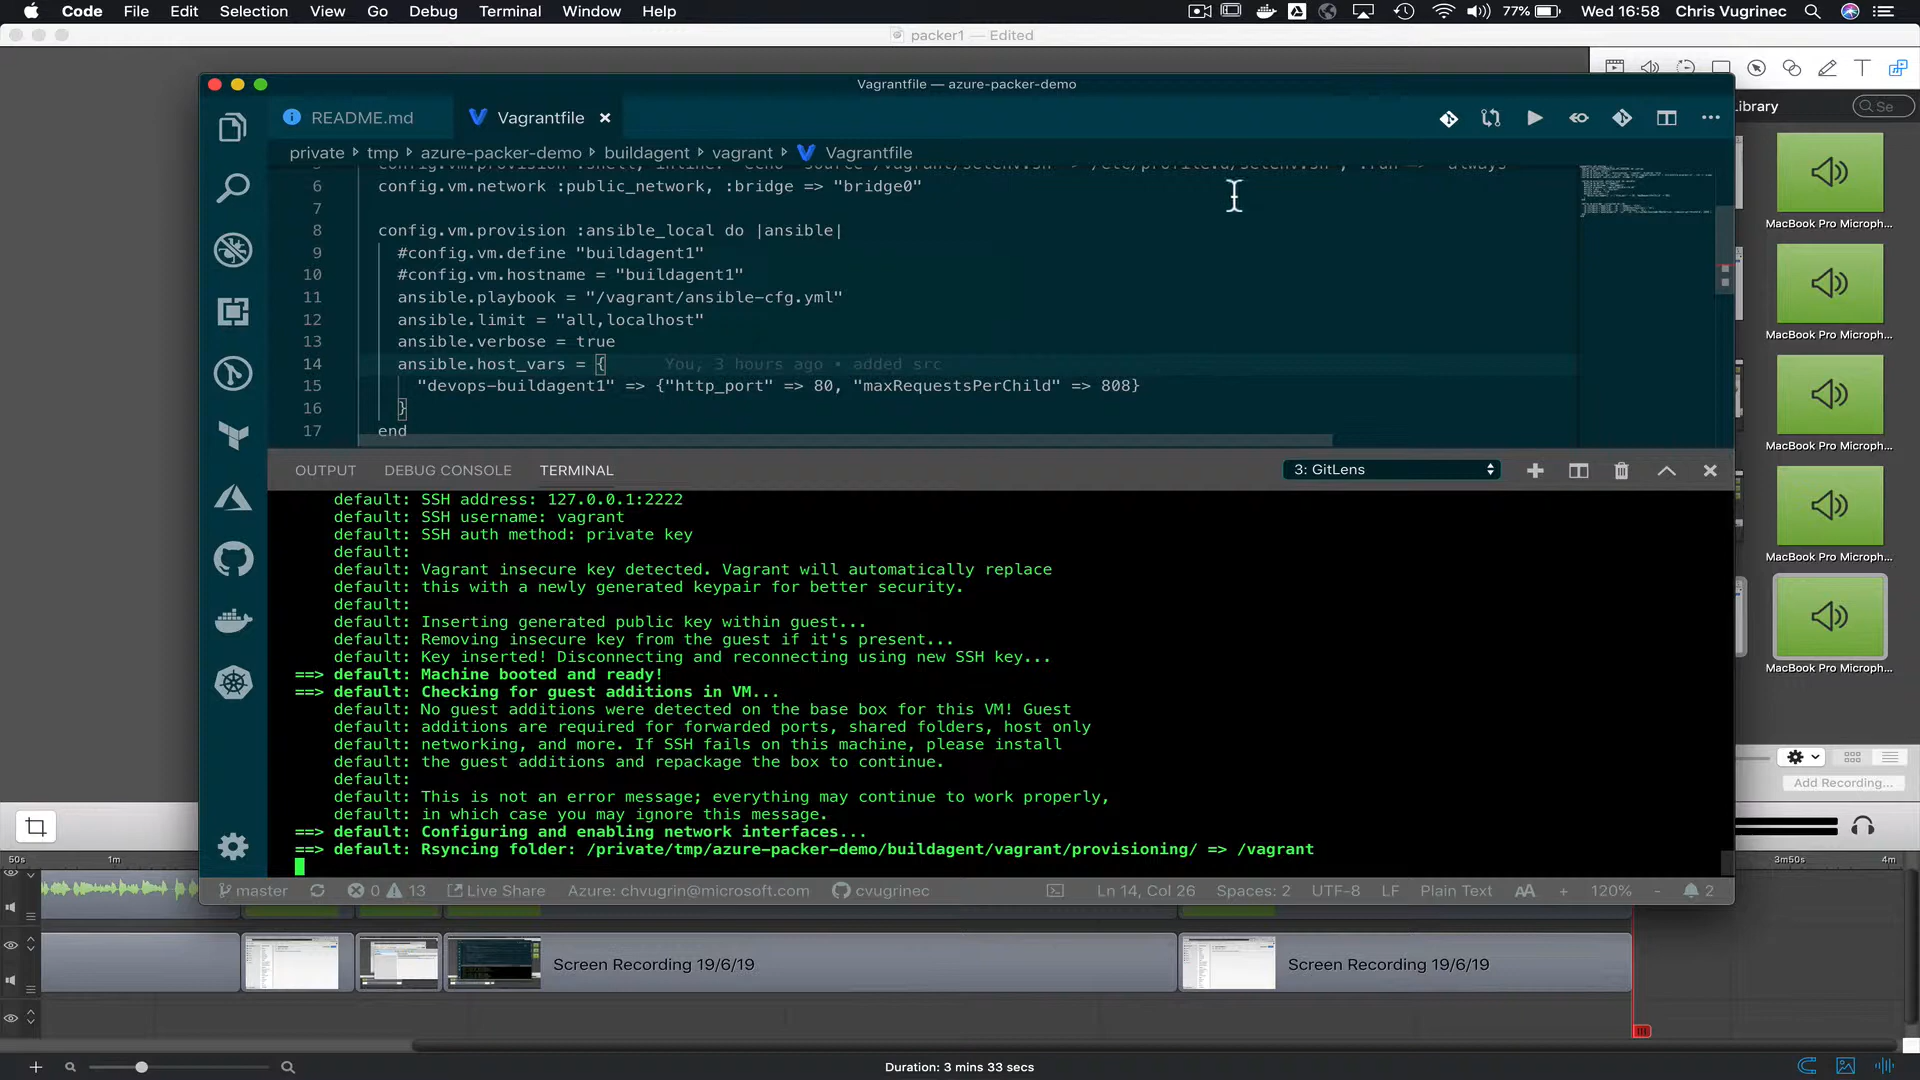 Code File Edit Selection View Go Debug Terminal Window Help
77% Wed 16:58 Chris Vugrinec
packer1 — Edited
Vagrantfile — azure-packer-demo
README.md Vagrantfile
Library Se
private tmp azure-packer-demo buildagent vagrant Vagrantfile
6 config.vm.network :public_network, :bridge => "bridge0"
7
8 config.vm.provision :ansible_local do |ansible|
9 #config.vm.define "buildagent1"
10 #config.vm.hostname = "buildagent1"
11 ansible.playbook = "/vagrant/ansible-cfg.yml"
12 ansible.limit = "all,localhost"
13 ansible.verbose = true
14 ansible.host_vars = { You, 3 hours ago • added src
15 "devops-buildagent1" => {"http_port" => 80, "maxRequestsPerChild" => 808}
16 }
17 end
MacBook Pro Microph...
MacBook Pro Microph...
MacBook Pro Microph...
MacBook Pro Microph...
MacBook Pro Microph...
OUTPUT DEBUG CONSOLE TERMINAL 3: GitLens
default: SSH address: 127.0.0.1:2222
default: SSH username: vagrant
default: SSH auth method: private key
default:
default: Vagrant insecure key detected. Vagrant will automatically replace
default: this with a newly generated keypair for better security.
default:
default: Inserting generated public key within guest...
default: Removing insecure key from the guest if it's present...
default: Key inserted! Disconnecting and reconnecting using new SSH key...
==> default: Machine booted and ready!
==> default: Checking for guest additions in VM...
default: No guest additions were detected on the base box for this VM! Guest
default: additions are required for forwarded ports, shared folders, host only
default: networking, and more. If SSH fails on this machine, please install
default: the guest additions and repackage the box to continue.
default:
default: This is not an error message; everything may continue to work properly,
default: in which case you may ignore this message.
==> default: Configuring and enabling network interfaces...
==> default: Rsyncing folder: /private/tmp/azure-packer-demo/buildagent/vagrant/provisioning/ => /vagrant
Add Recording...
master 0 13 Live Share Azure: chvugrin@microsoft.com cvugrinec Ln 14, Col 26 Spaces: 2 UTF-8 LF Plain Text AA + 120% - 2
50s 1m 3m50s 4m
Screen Recording 19/6/19 Screen Recording 19/6/19
Duration: 3 mins 33 secs